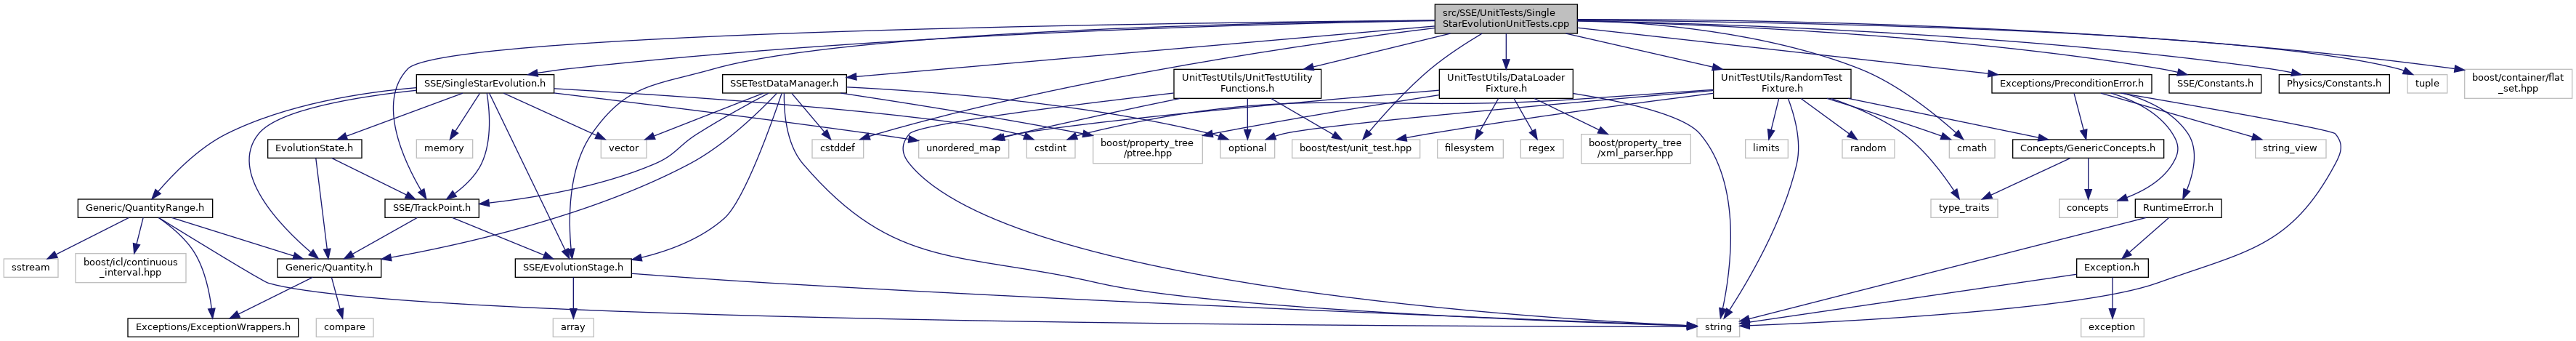 src/SSE/UnitTests/Single
StarEvolutionUnitTests.cpp
SSE/SingleStarEvolution.h
SSETestDataManager.h
UnitTestUtils/UnitTestUtility
Functions.h
UnitTestUtils/DataLoader
Fixture.h
UnitTestUtils/RandomTest
Fixture.h
Exceptions/PreconditionError.h
SSE/Constants.h
Physics/Constants.h
tuple
boost/container/flat
_set.hpp
EvolutionState.h
memory
vector
cstddef
unordered_map
cstdint
boost/property_tree
/ptree.hpp
optional
boost/test/unit_test.hpp
filesystem
regex
boost/property_tree
/xml_parser.hpp
limits
random
cmath
Concepts/GenericConcepts.h
string_view
Generic/QuantityRange.h
SSE/TrackPoint.h
type_traits
concepts
RuntimeError.h
sstream
boost/icl/continuous
_interval.hpp
Generic/Quantity.h
SSE/EvolutionStage.h
Exception.h
Exceptions/ExceptionWrappers.h
compare
array
string
exception